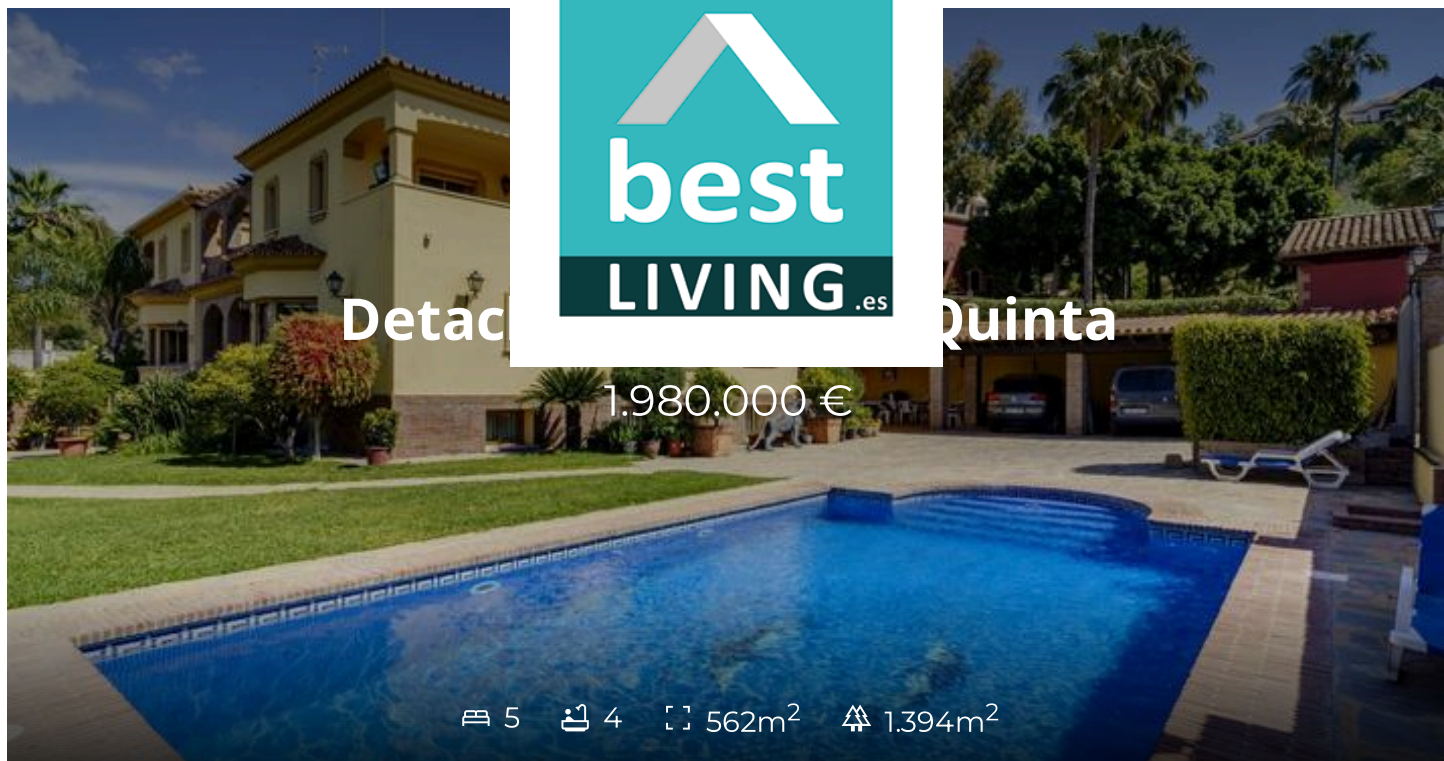 best
LIVING.es
Detac Quinta
1.980.000 €
5 4 562m² 1.394m²